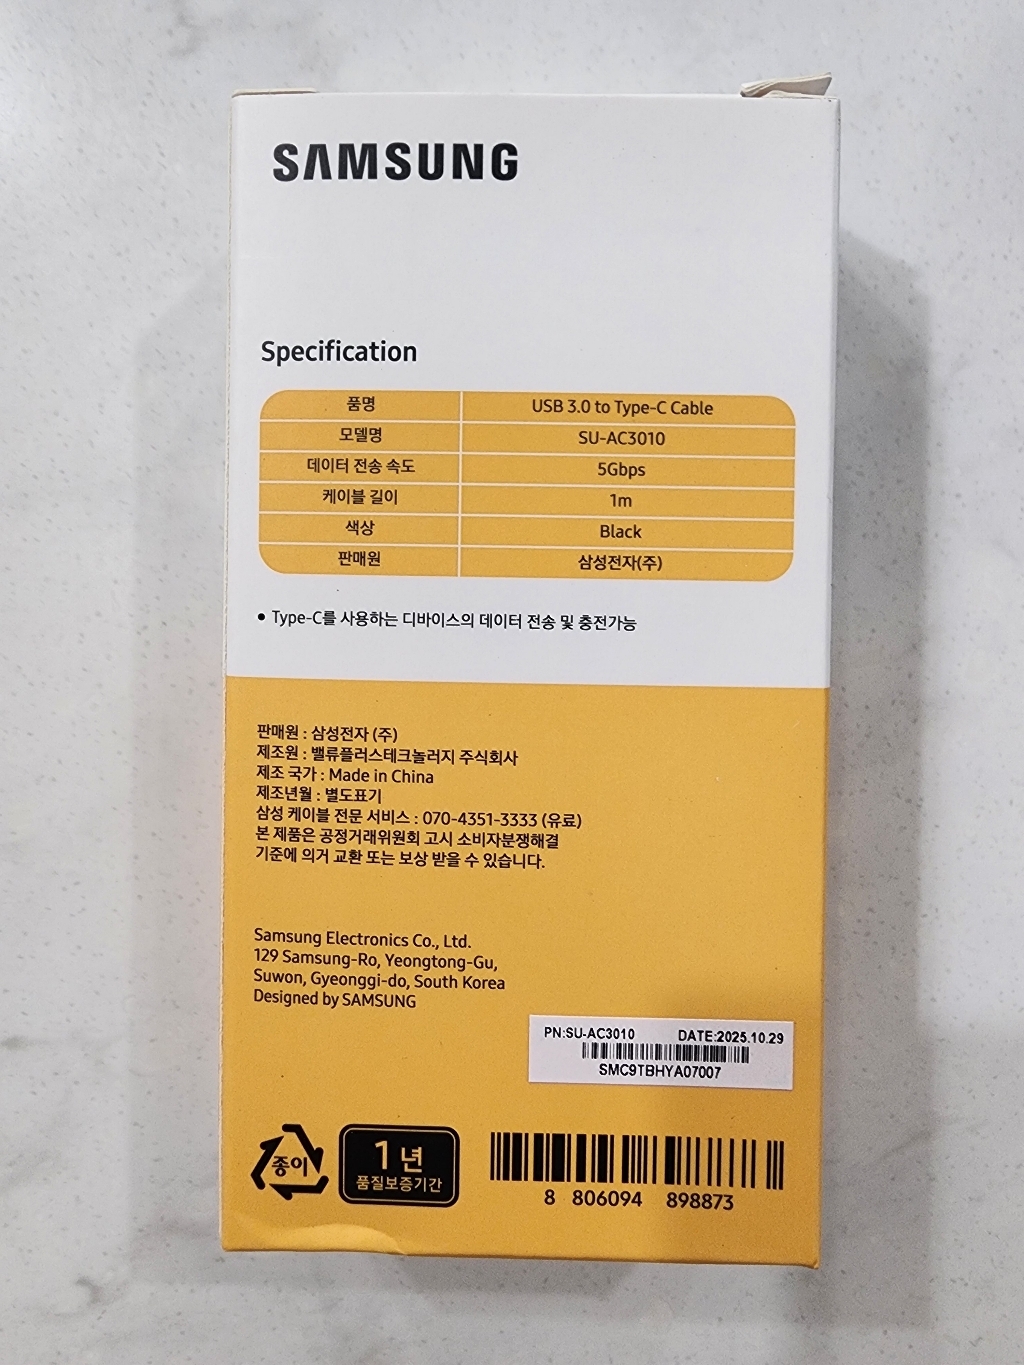 SAMSUNG
Specification
품명 USB 3.0 to Type-C Cable
모델명 SU-AC3010
데이터 전송 속도 5Gbps
케이블 길이 1m
색상 Black
판매원 삼성전자(주)
• Type-C를 사용하는 디바이스의 데이터 전송 및 충전가능
판매원 : 삼성전자 (주)
제조원 : 밸류플러스테크놀러지 주식회사
제조 국가 : Made in China
제조년월 : 별도표기
삼성 케이블 전문 서비스 : 070-4351-3333 (유료)
본 제품은 공정거래위원회 고시 소비자분쟁해결
기준에 의거 교환 또는 보상 받을 수 있습니다.
Samsung Electronics Co., Ltd.
129 Samsung-Ro, Yeongtong-Gu,
Suwon, Gyeonggi-do, South Korea
Designed by SAMSUNG
PN:SU-AC3010 DATE:2025.10.29
SMC9TBHYA07007
종이
1 년
품질보증기간
8 806094 898873